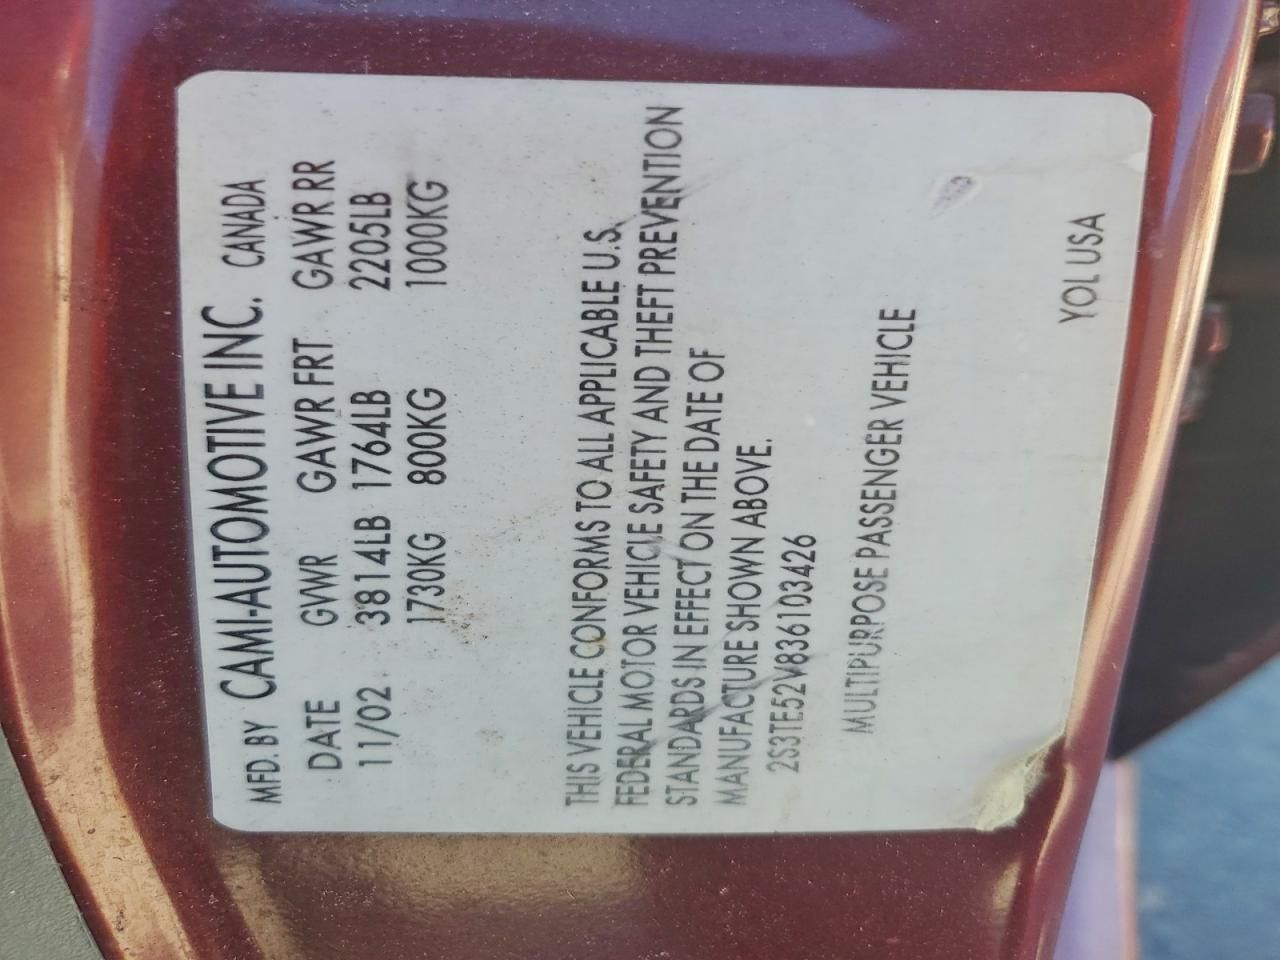 MFD. BY CAMI-AUTOMOTIVE INC. CANADA
DATE GVWR GAWR FRT GAWR RR
11/02 3814LB 1764LB 2205LB
1730KG 800KG 1000KG
THIS VEHICLE CONFORMS TO ALL APPLICABLE U.S.
FEDERAL MOTOR VEHICLE SAFETY AND THEFT PREVENTION
STANDARDS IN EFFECT ON THE DATE OF
MANUFACTURE SHOWN ABOVE.
2S3TE52V836103426
MULTIPURPOSE PASSENGER VEHICLE
YOL USA